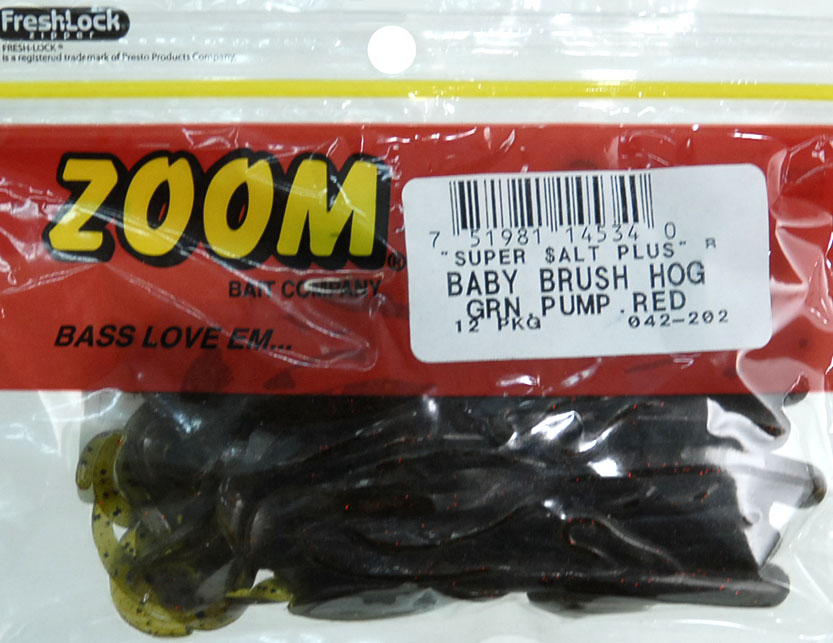 FreshLock
zipper
FRESH-LOCK®
is a registered trademark of Presto Products Company.
ZOOM®
BAIT COMPANY
BASS LOVE EM...
7 51981 14534 0
"SUPER $ALT PLUS" R
BABY BRUSH HOG
GRN.PUMP.RED
12 PKG 042-202